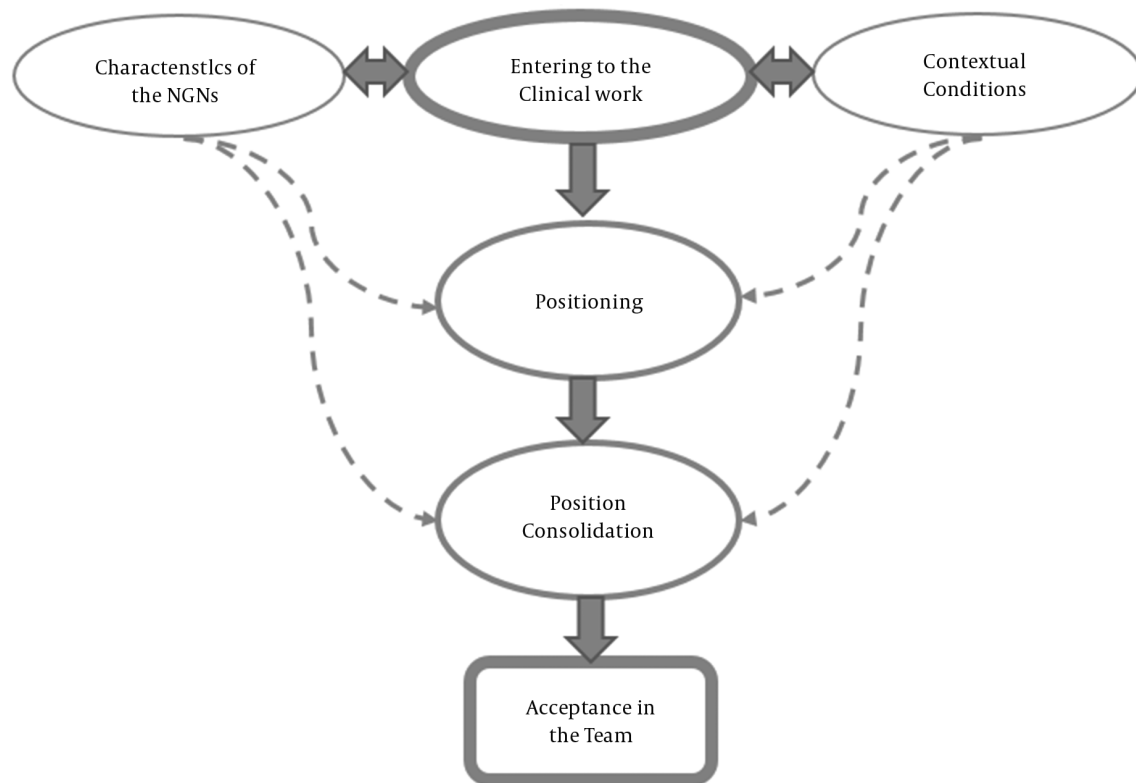 Charactenstlcs of
the NGNs
Entering to the
Clinical work
Contextual
Conditions
Positioning
Position
Consolidation
Acceptance in
the Team